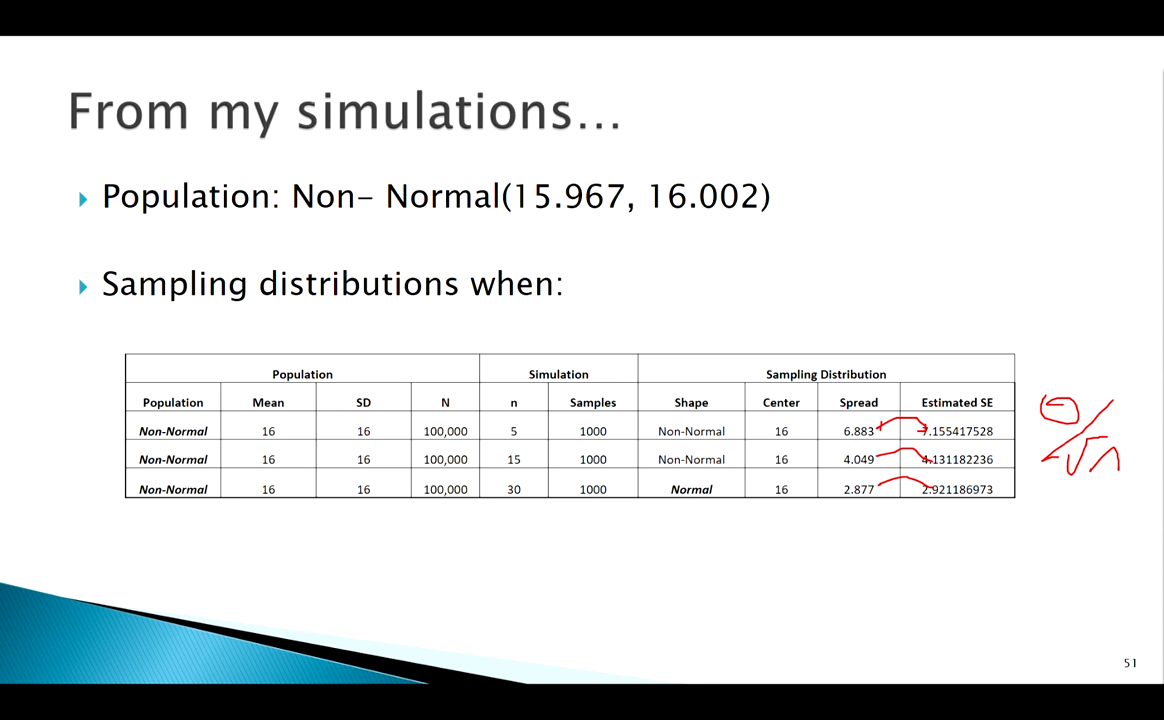 From my simulations…
Population: Non- Normal(15.967, 16.002)
Sampling distributions when:
Population Simulation Sampling Distribution
Population Mean SD N n Samples Shape Center Spread Estimated SE
Non-Normal 16 16 100,000 5 1000 Non-Normal 16 6.883 7.155417528
Non-Normal 16 16 100,000 15 1000 Non-Normal 16 4.049 4.131182236
Non-Normal 16 16 100,000 30 1000 Normal 16 2.877 2.921186973
σ/√n
51